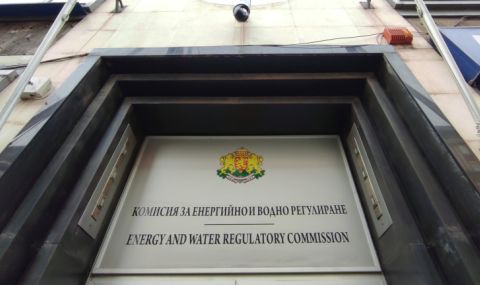 КОМИСИЯ ЗА ЕНЕРГИЙНО И ВОДНО РЕГУЛИРАНЕ
ENERGY AND WATER REGULATORY COMMISSION